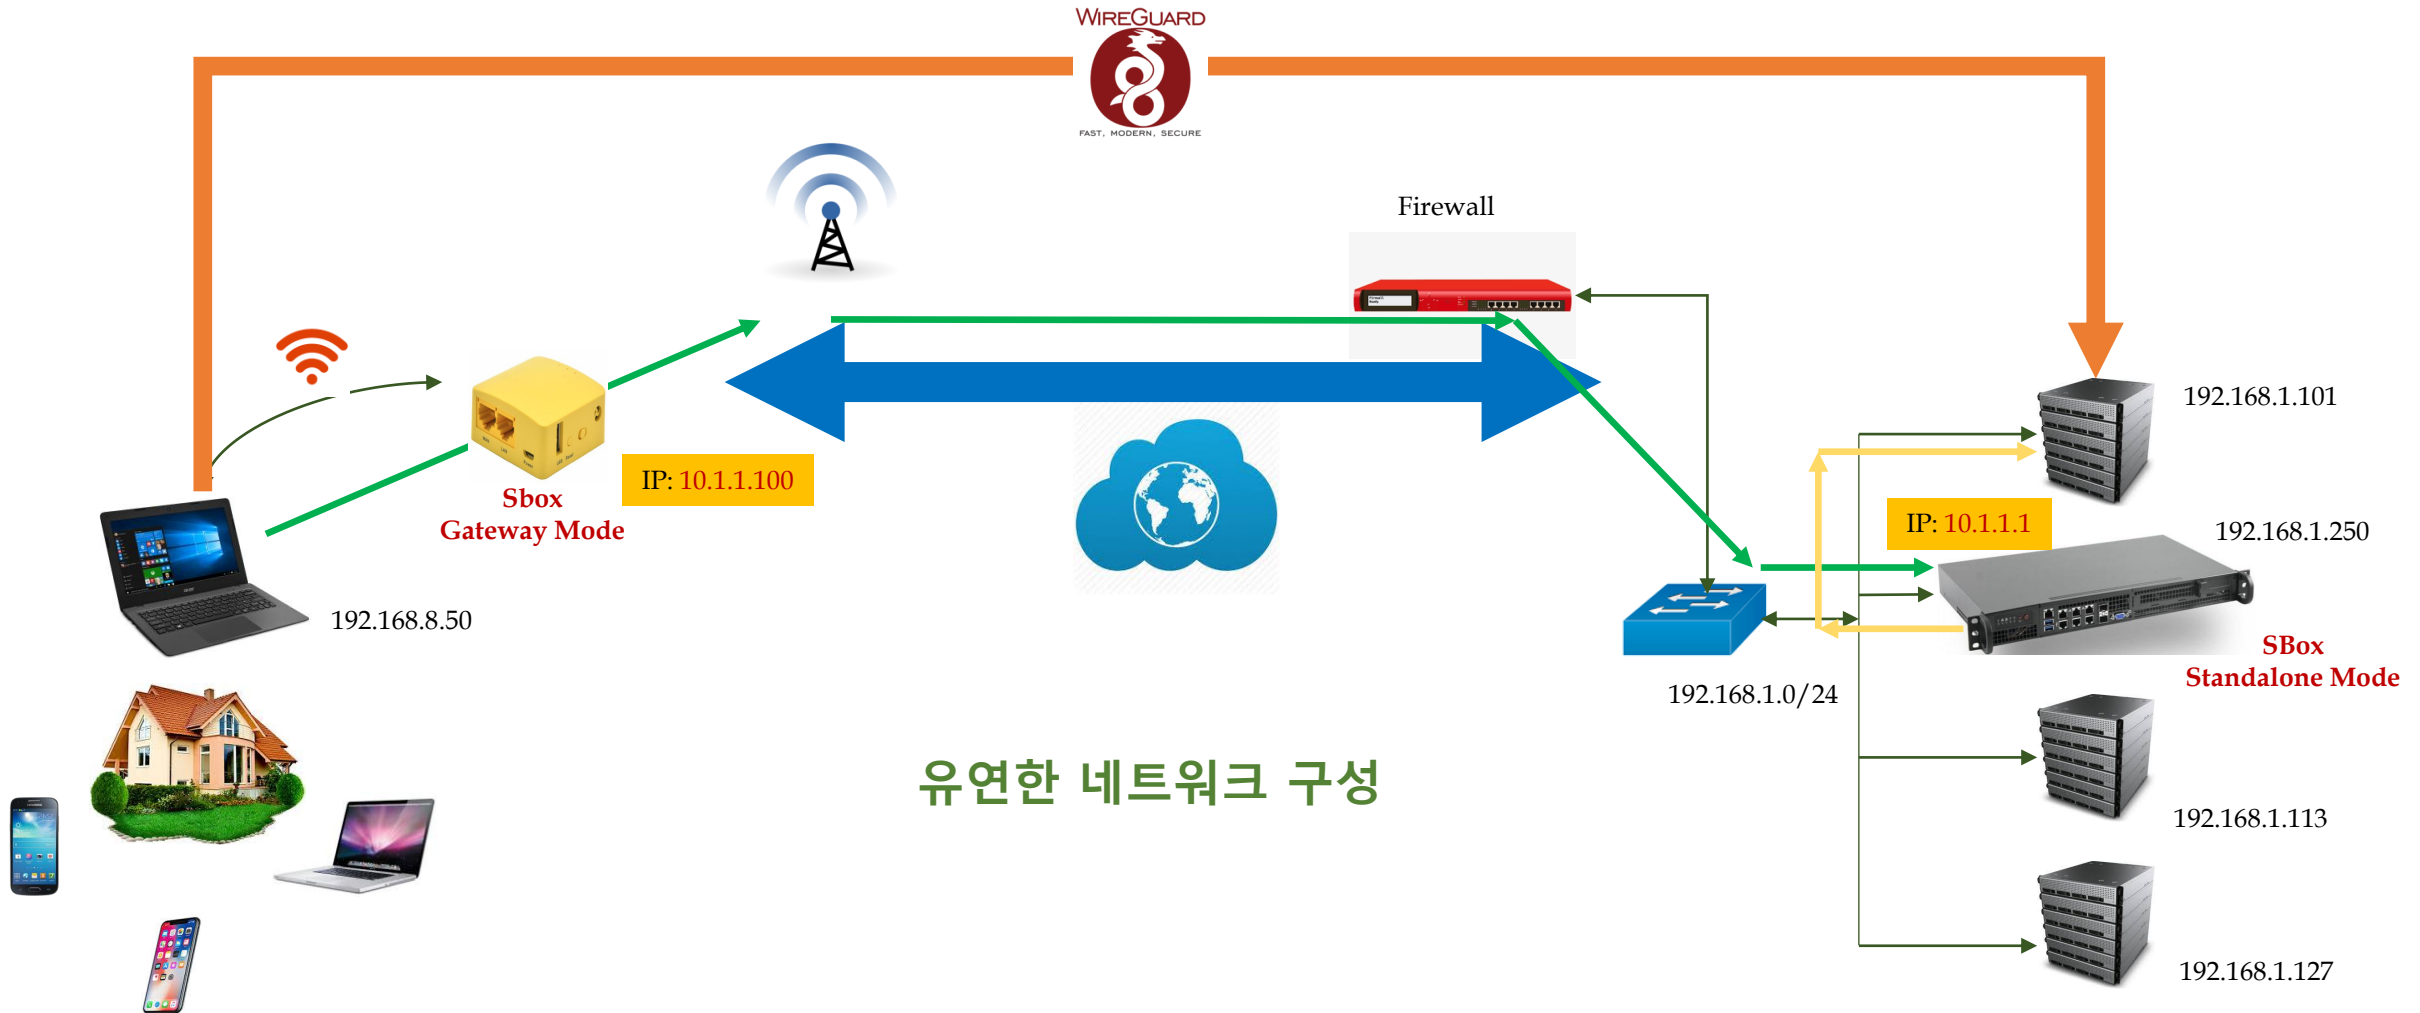 WIREGUARD
FAST, MODERN, SECURE
Firewall
192.168.1.101
IP: 10.1.1.100
Sbox
Gateway Mode
IP: 10.1.1.1
192.168.1.250
192.168.8.50
SBox
Standalone Mode
192.168.1.0/24
유연한 네트워크 구성
192.168.1.113
192.168.1.127